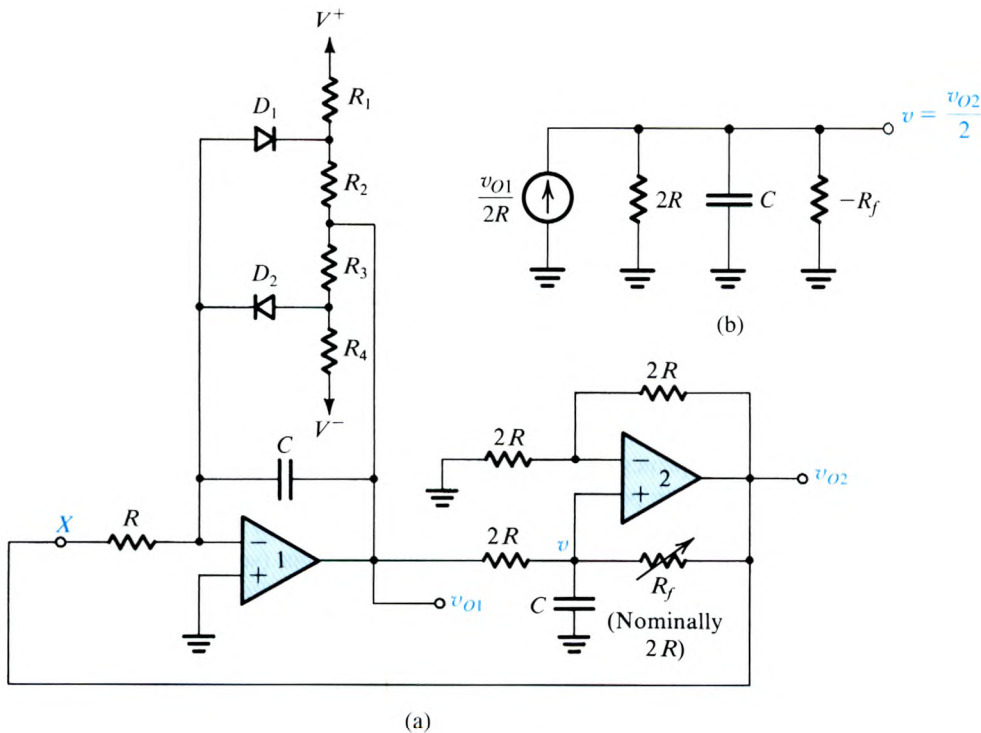 V⁺
R₁
D₁
R₂
R₃
D₂
R₄
V⁻
C
X
R
−
+
1
v_O1
2R
v
C
R_f
(Nominally
2R)
2R
2R
−
+
2
v_O2
(a)
v_O1/2R
2R
C
−R_f
v = v_O2/2
(b)